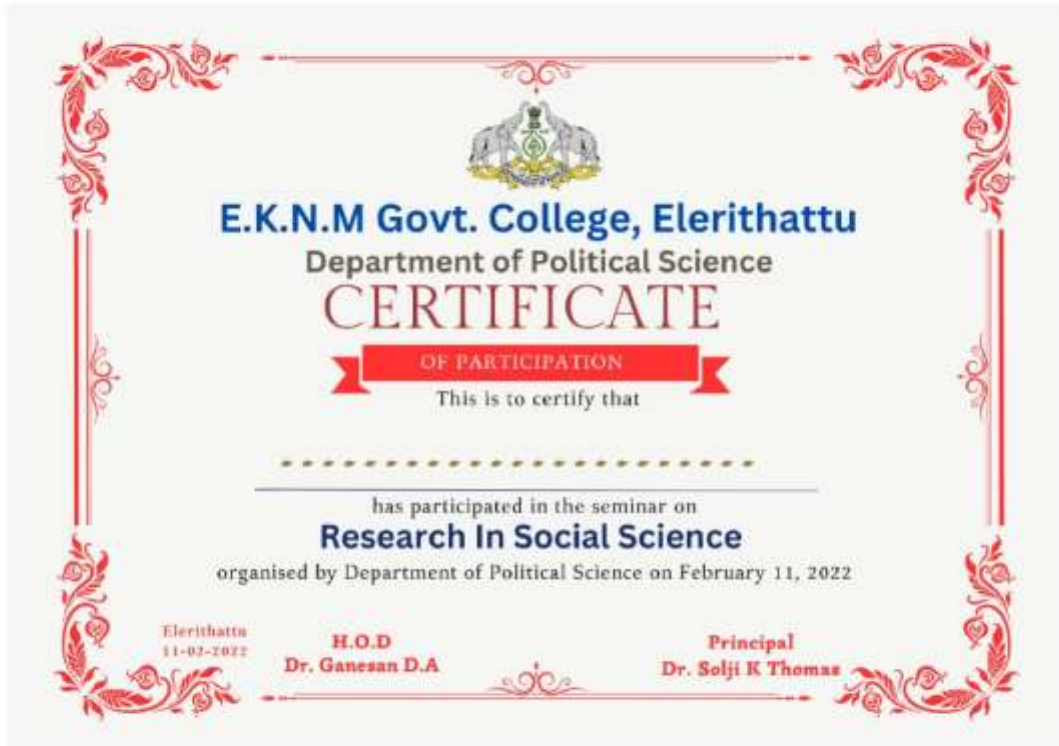 E.K.N.M Govt. College, Elerithattu
Department of Political Science
CERTIFICATE
OF PARTICIPATION
This is to certify that
has participated in the seminar on
Research In Social Science
organised by Department of Political Science on February 11, 2022
Elerithattu
11-02-2022
H.O.D
Dr. Ganesan D.A
Principal
Dr. Solji K Thomas